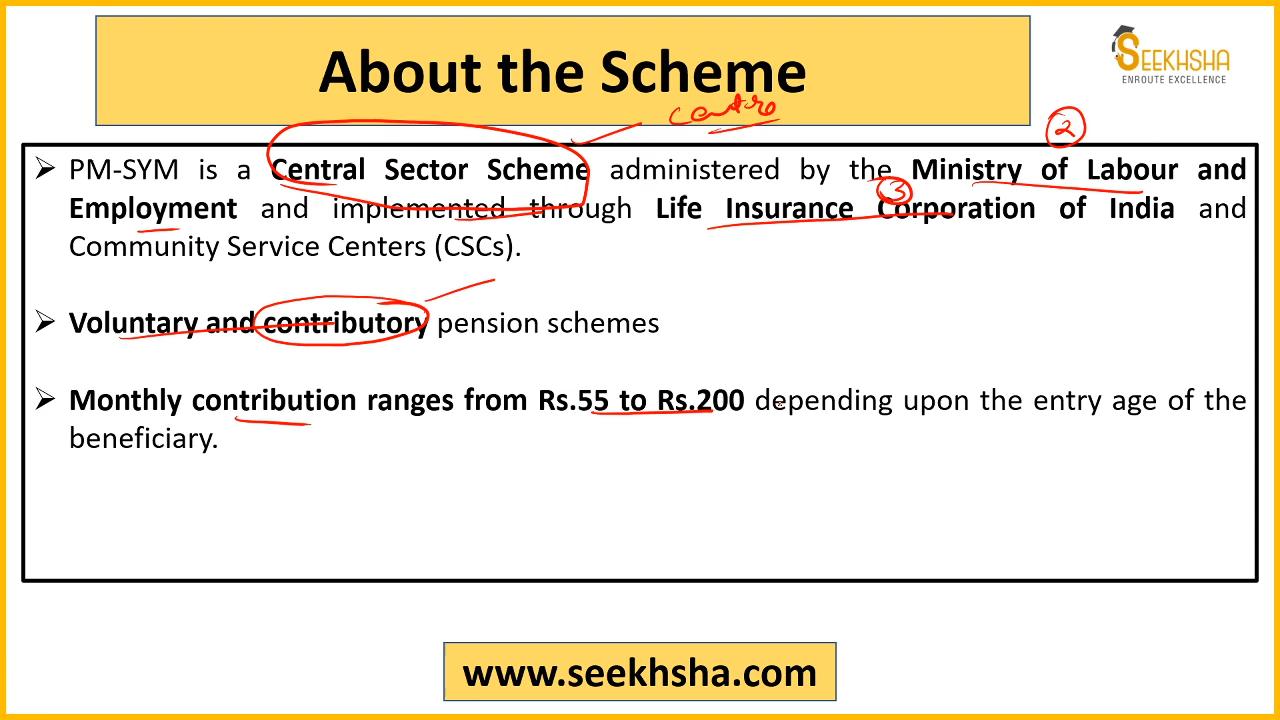 About the Scheme
SEEKHSHA
ENROUTE EXCELLENCE
centre
2
➢ PM-SYM is a Central Sector Scheme administered by the Ministry of Labour and
3
Employment and implemented through Life Insurance Corporation of India and
Community Service Centers (CSCs).
➢ Voluntary and contributory pension schemes
➢ Monthly contribution ranges from Rs.55 to Rs.200 depending upon the entry age of the
beneficiary.
www.seekhsha.com